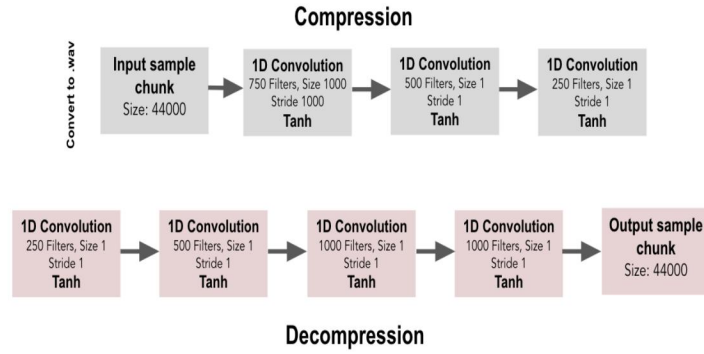 Compression
Convert to .wav
Input sample
chunk
Size: 44000
1D Convolution
750 Filters, Size 1000
Stride 1000
Tanh
1D Convolution
500 Filters, Size 1
Stride 1
Tanh
1D Convolution
250 Filters, Size 1
Stride 1
Tanh
1D Convolution
250 Filters, Size 1
Stride 1
Tanh
1D Convolution
500 Filters, Size 1
Stride 1
Tanh
1D Convolution
1000 Filters, Size 1
Stride 1
Tanh
1D Convolution
1000 Filters, Size 1
Stride 1
Tanh
Output sample
chunk
Size: 44000
Decompression